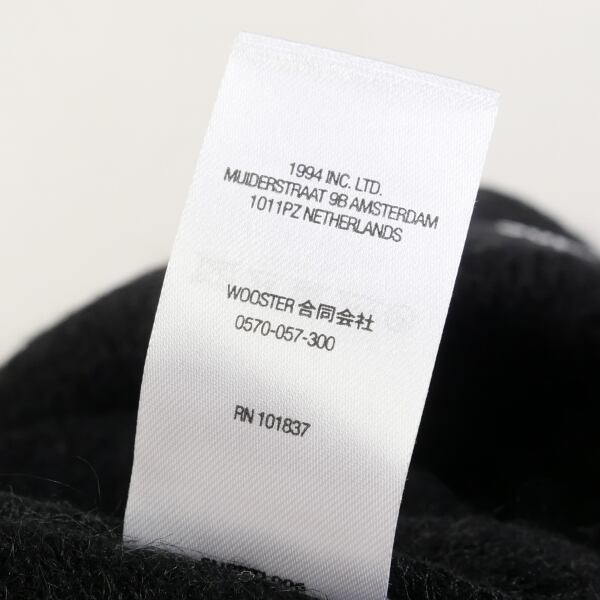 1994 INC. LTD.
MUIDERSTRAAT 9B AMSTERDAM
1011PZ NETHERLANDS
WOOSTER 合同会社
0570-057-300
RN 101837